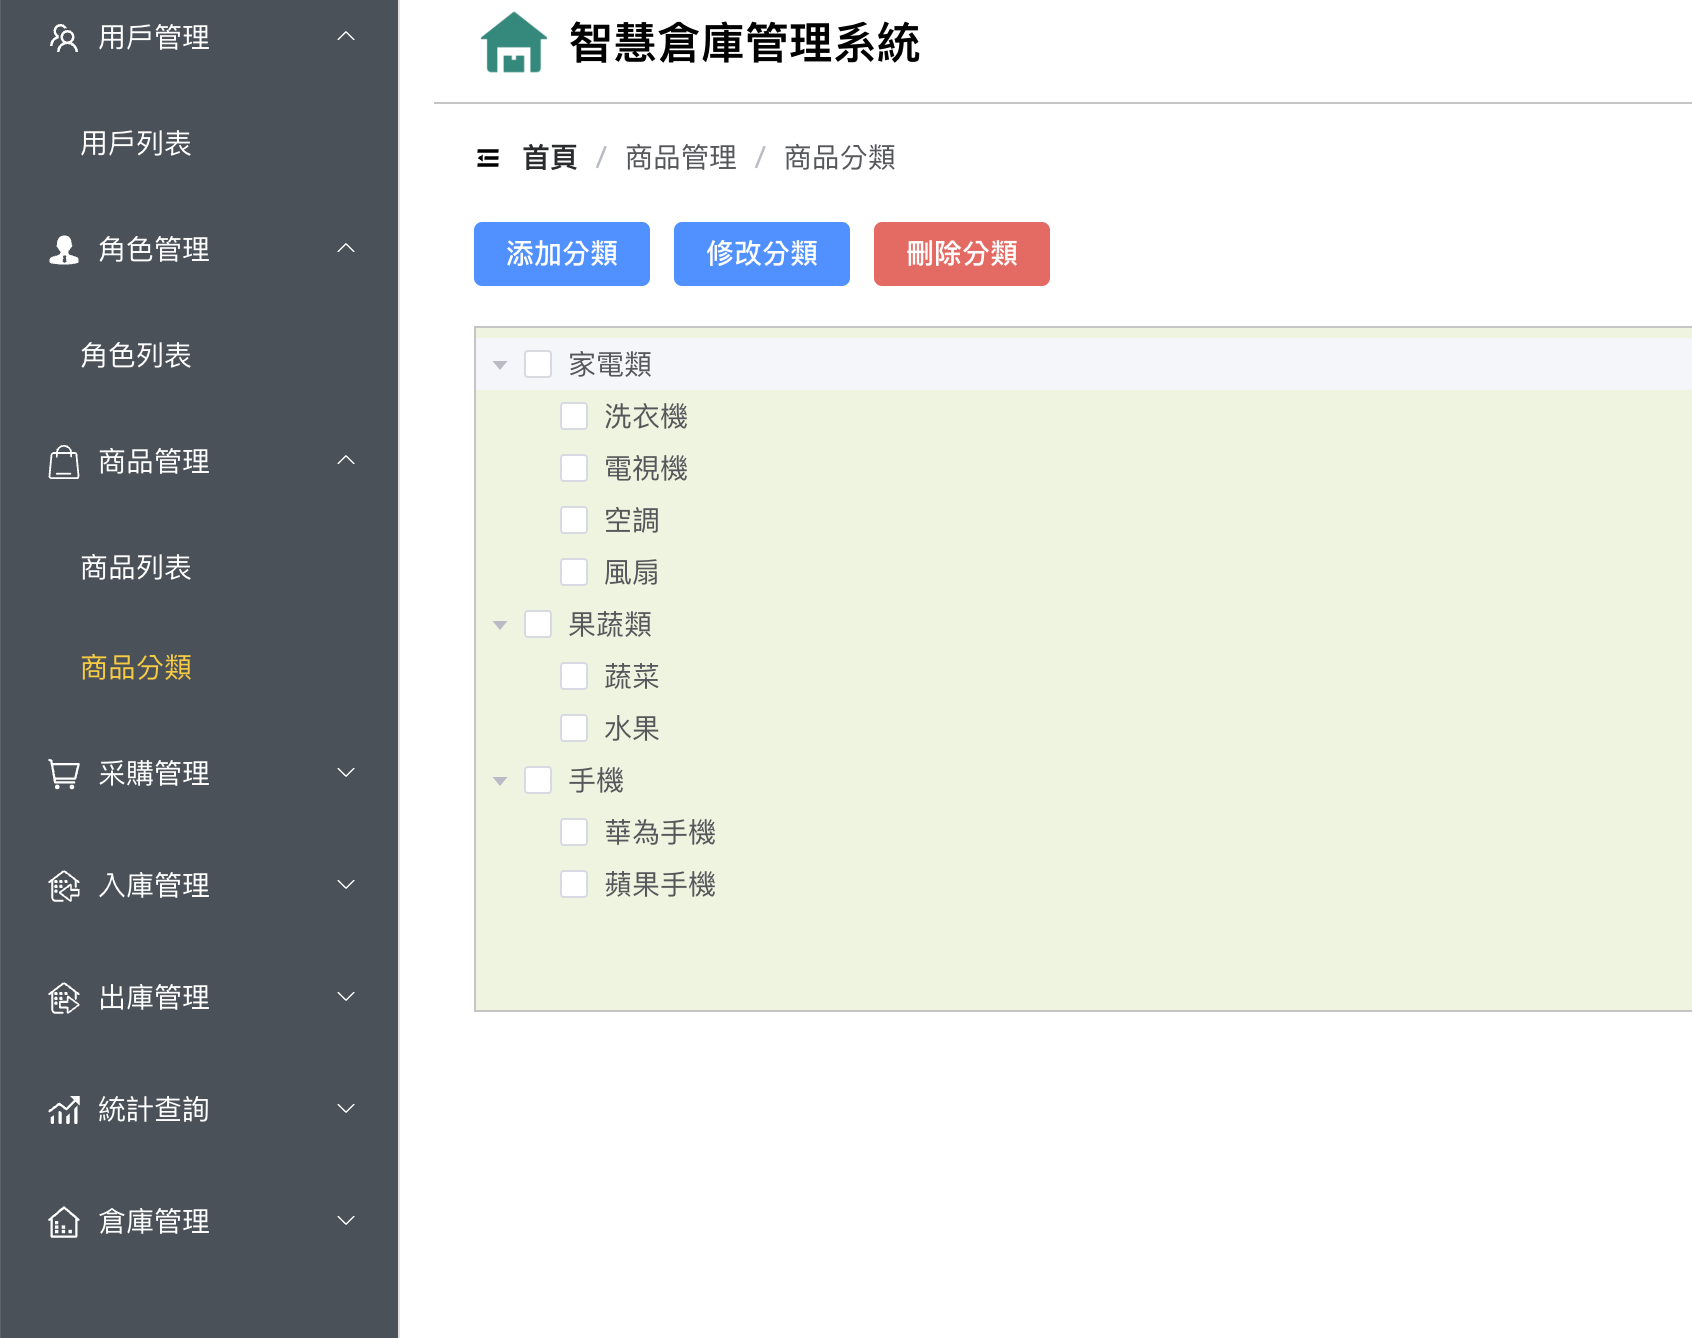 用戶管理
用戶列表
角色管理
角色列表
商品管理
商品列表
商品分類
采購管理
入庫管理
出庫管理
統計查詢
倉庫管理
智慧倉庫管理系統
首頁 / 商品管理 / 商品分類
添加分類 修改分類 刪除分類
家電類
洗衣機
電視機
空調
風扇
果蔬類
蔬菜
水果
手機
華為手機
蘋果手機